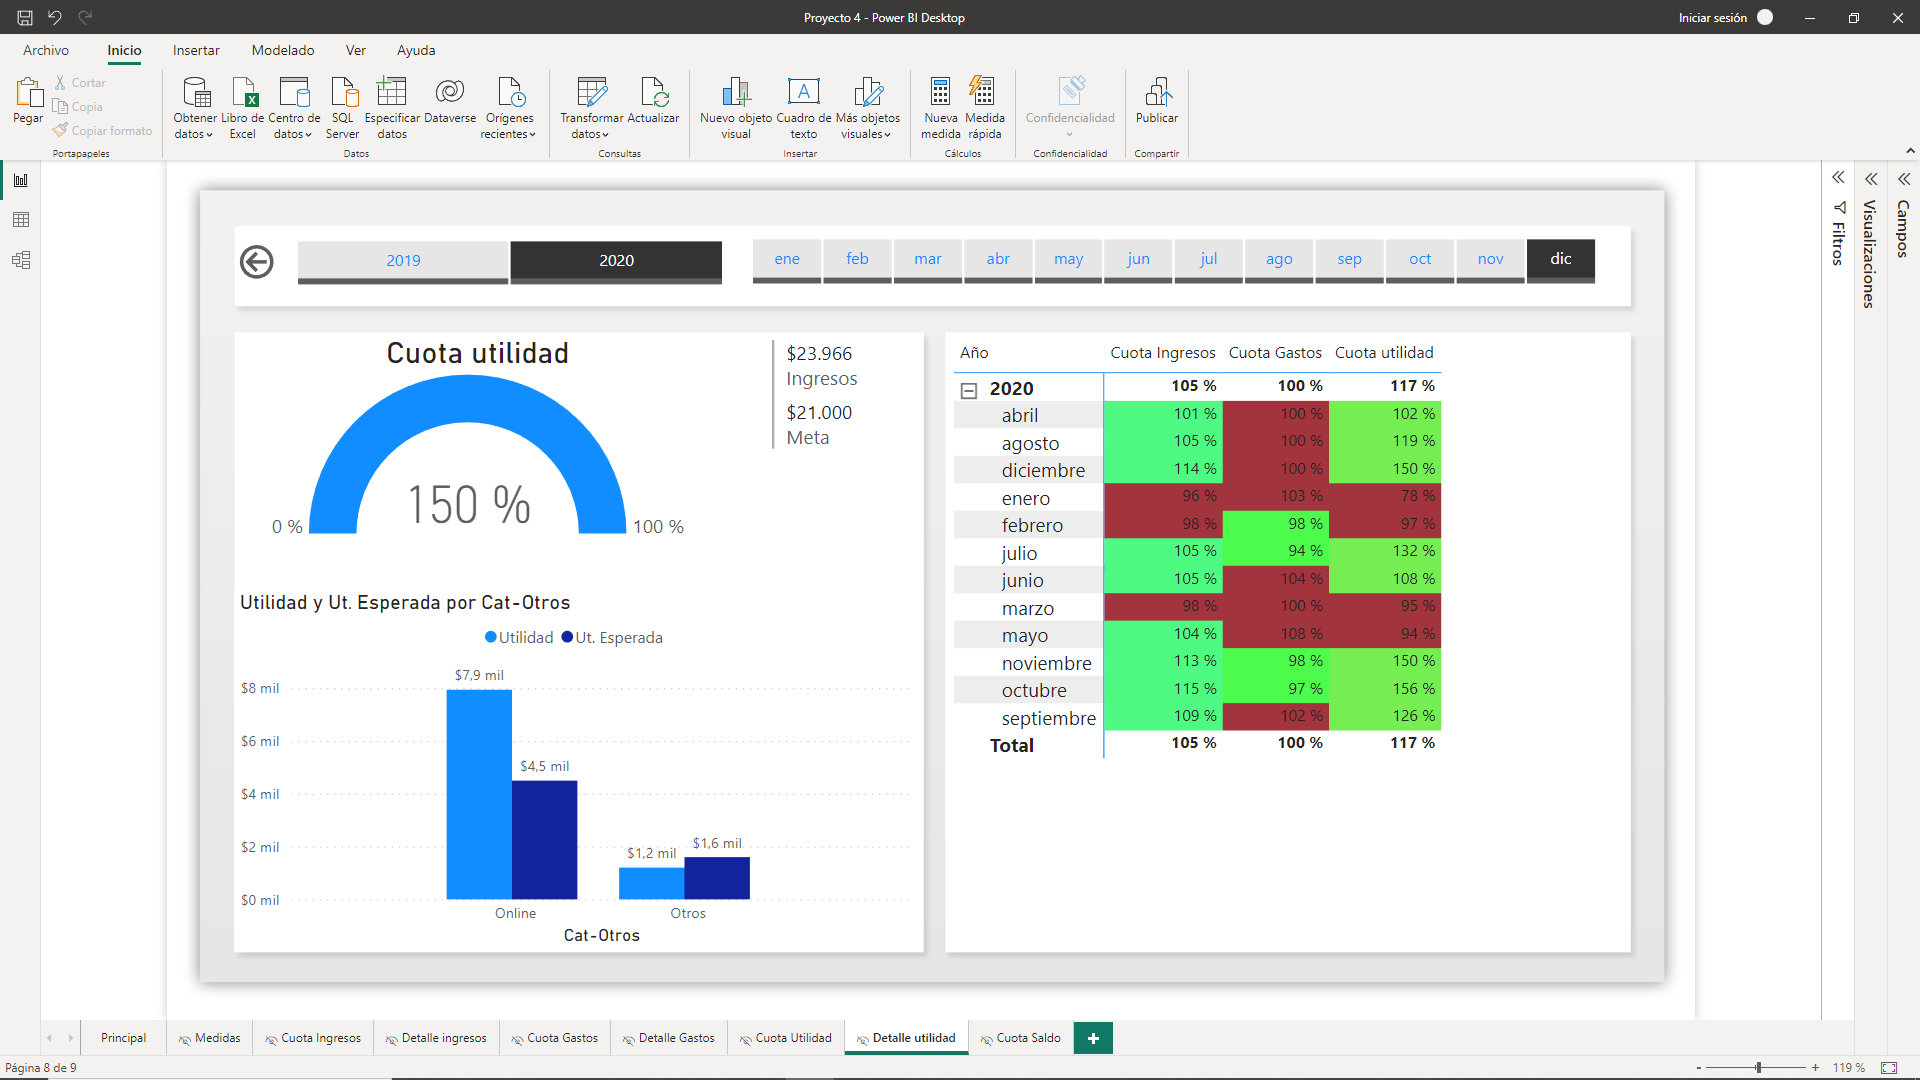 Proyecto 4 - Power BI Desktop
Iniciar sesión
Archivo
Inicio
Insertar
Modelado
Ver
Ayuda
Pegar
Cortar
Copia
Copiar formato
Portapapeles
Obtener datos
Libro de Excel
Centro de datos
SQL Server
Especificar datos
Dataverse
Orígenes recientes
Datos
Transformar datos
Actualizar
Consultas
Nuevo objeto visual
Cuadro de texto
Más objetos visuales
Insertar
Nueva medida
Medida rápida
Cálculos
Confidencialidad
Confidencialidad
Publicar
Compartir
2019
2020
ene
feb
mar
abr
may
jun
jul
ago
sep
oct
nov
dic
Filtros
Visualizaciones
Campos
Cuota utilidad
150 %
0 %
100 %
$23.966
Ingresos
$21.000
Meta
Utilidad y Ut. Esperada por Cat-Otros
Utilidad
Ut. Esperada
$8 mil
$6 mil
$4 mil
$2 mil
$0 mil
$7,9 mil
$4,5 mil
$1,2 mil
$1,6 mil
Online
Otros
Cat-Otros
Año Cuota Ingresos Cuota Gastos Cuota utilidad
2020 105 % 100 % 117 %
abril 101 % 100 % 102 %
agosto 105 % 100 % 119 %
diciembre 114 % 100 % 150 %
enero 96 % 103 % 78 %
febrero 98 % 98 % 97 %
julio 105 % 94 % 132 %
junio 105 % 104 % 108 %
marzo 98 % 100 % 95 %
mayo 104 % 108 % 94 %
noviembre 113 % 98 % 150 %
octubre 115 % 97 % 156 %
septiembre 109 % 102 % 126 %
Total 105 % 100 % 117 %
Principal
Medidas
Cuota Ingresos
Detalle ingresos
Cuota Gastos
Detalle Gastos
Cuota Utilidad
Detalle utilidad
Cuota Saldo
+
Página 8 de 9
- + 119 %